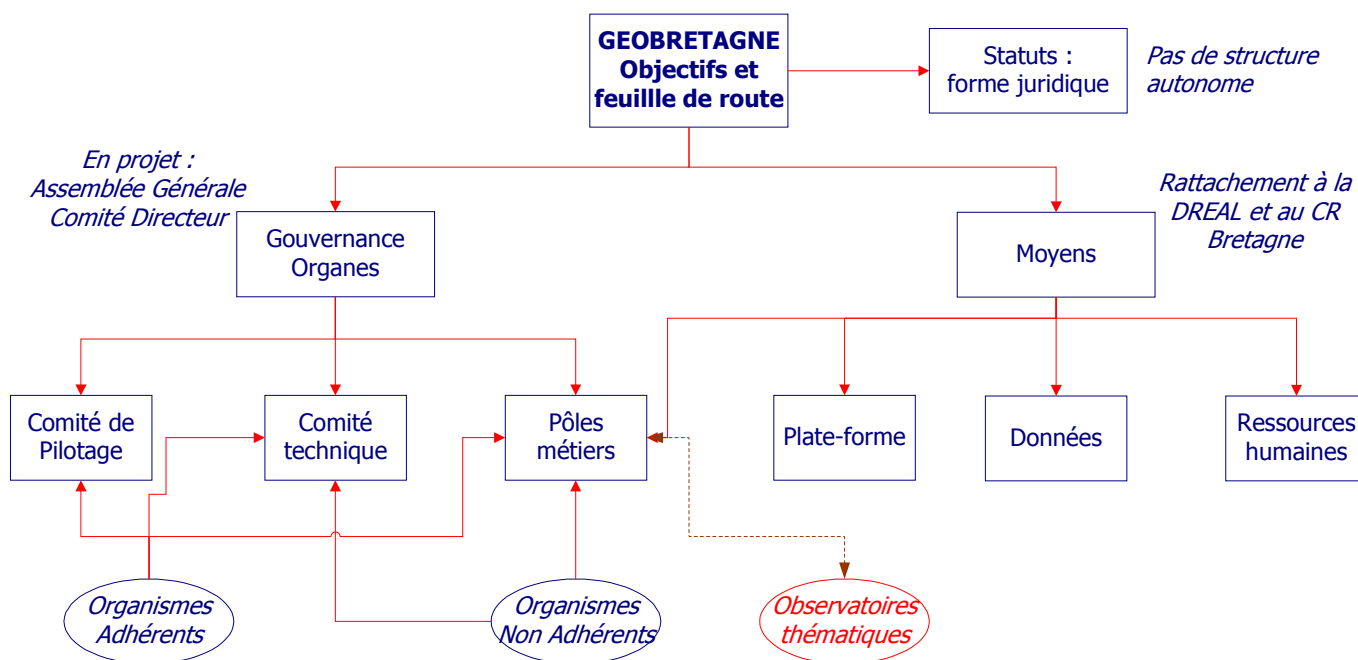 GEOBRETAGNE
Objectifs et
feuillle de route
Statuts :
forme juridique
Pas de structure
autonome
En projet :
Assemblée Générale
Comité Directeur
Rattachement à la
DREAL et au CR
Bretagne
Gouvernance
Organes
Moyens
Comité de
Pilotage
Comité
technique
Pôles
métiers
Plate-forme
Données
Ressources
humaines
Organismes
Adhérents
Organismes
Non Adhérents
Observatoires
thématiques